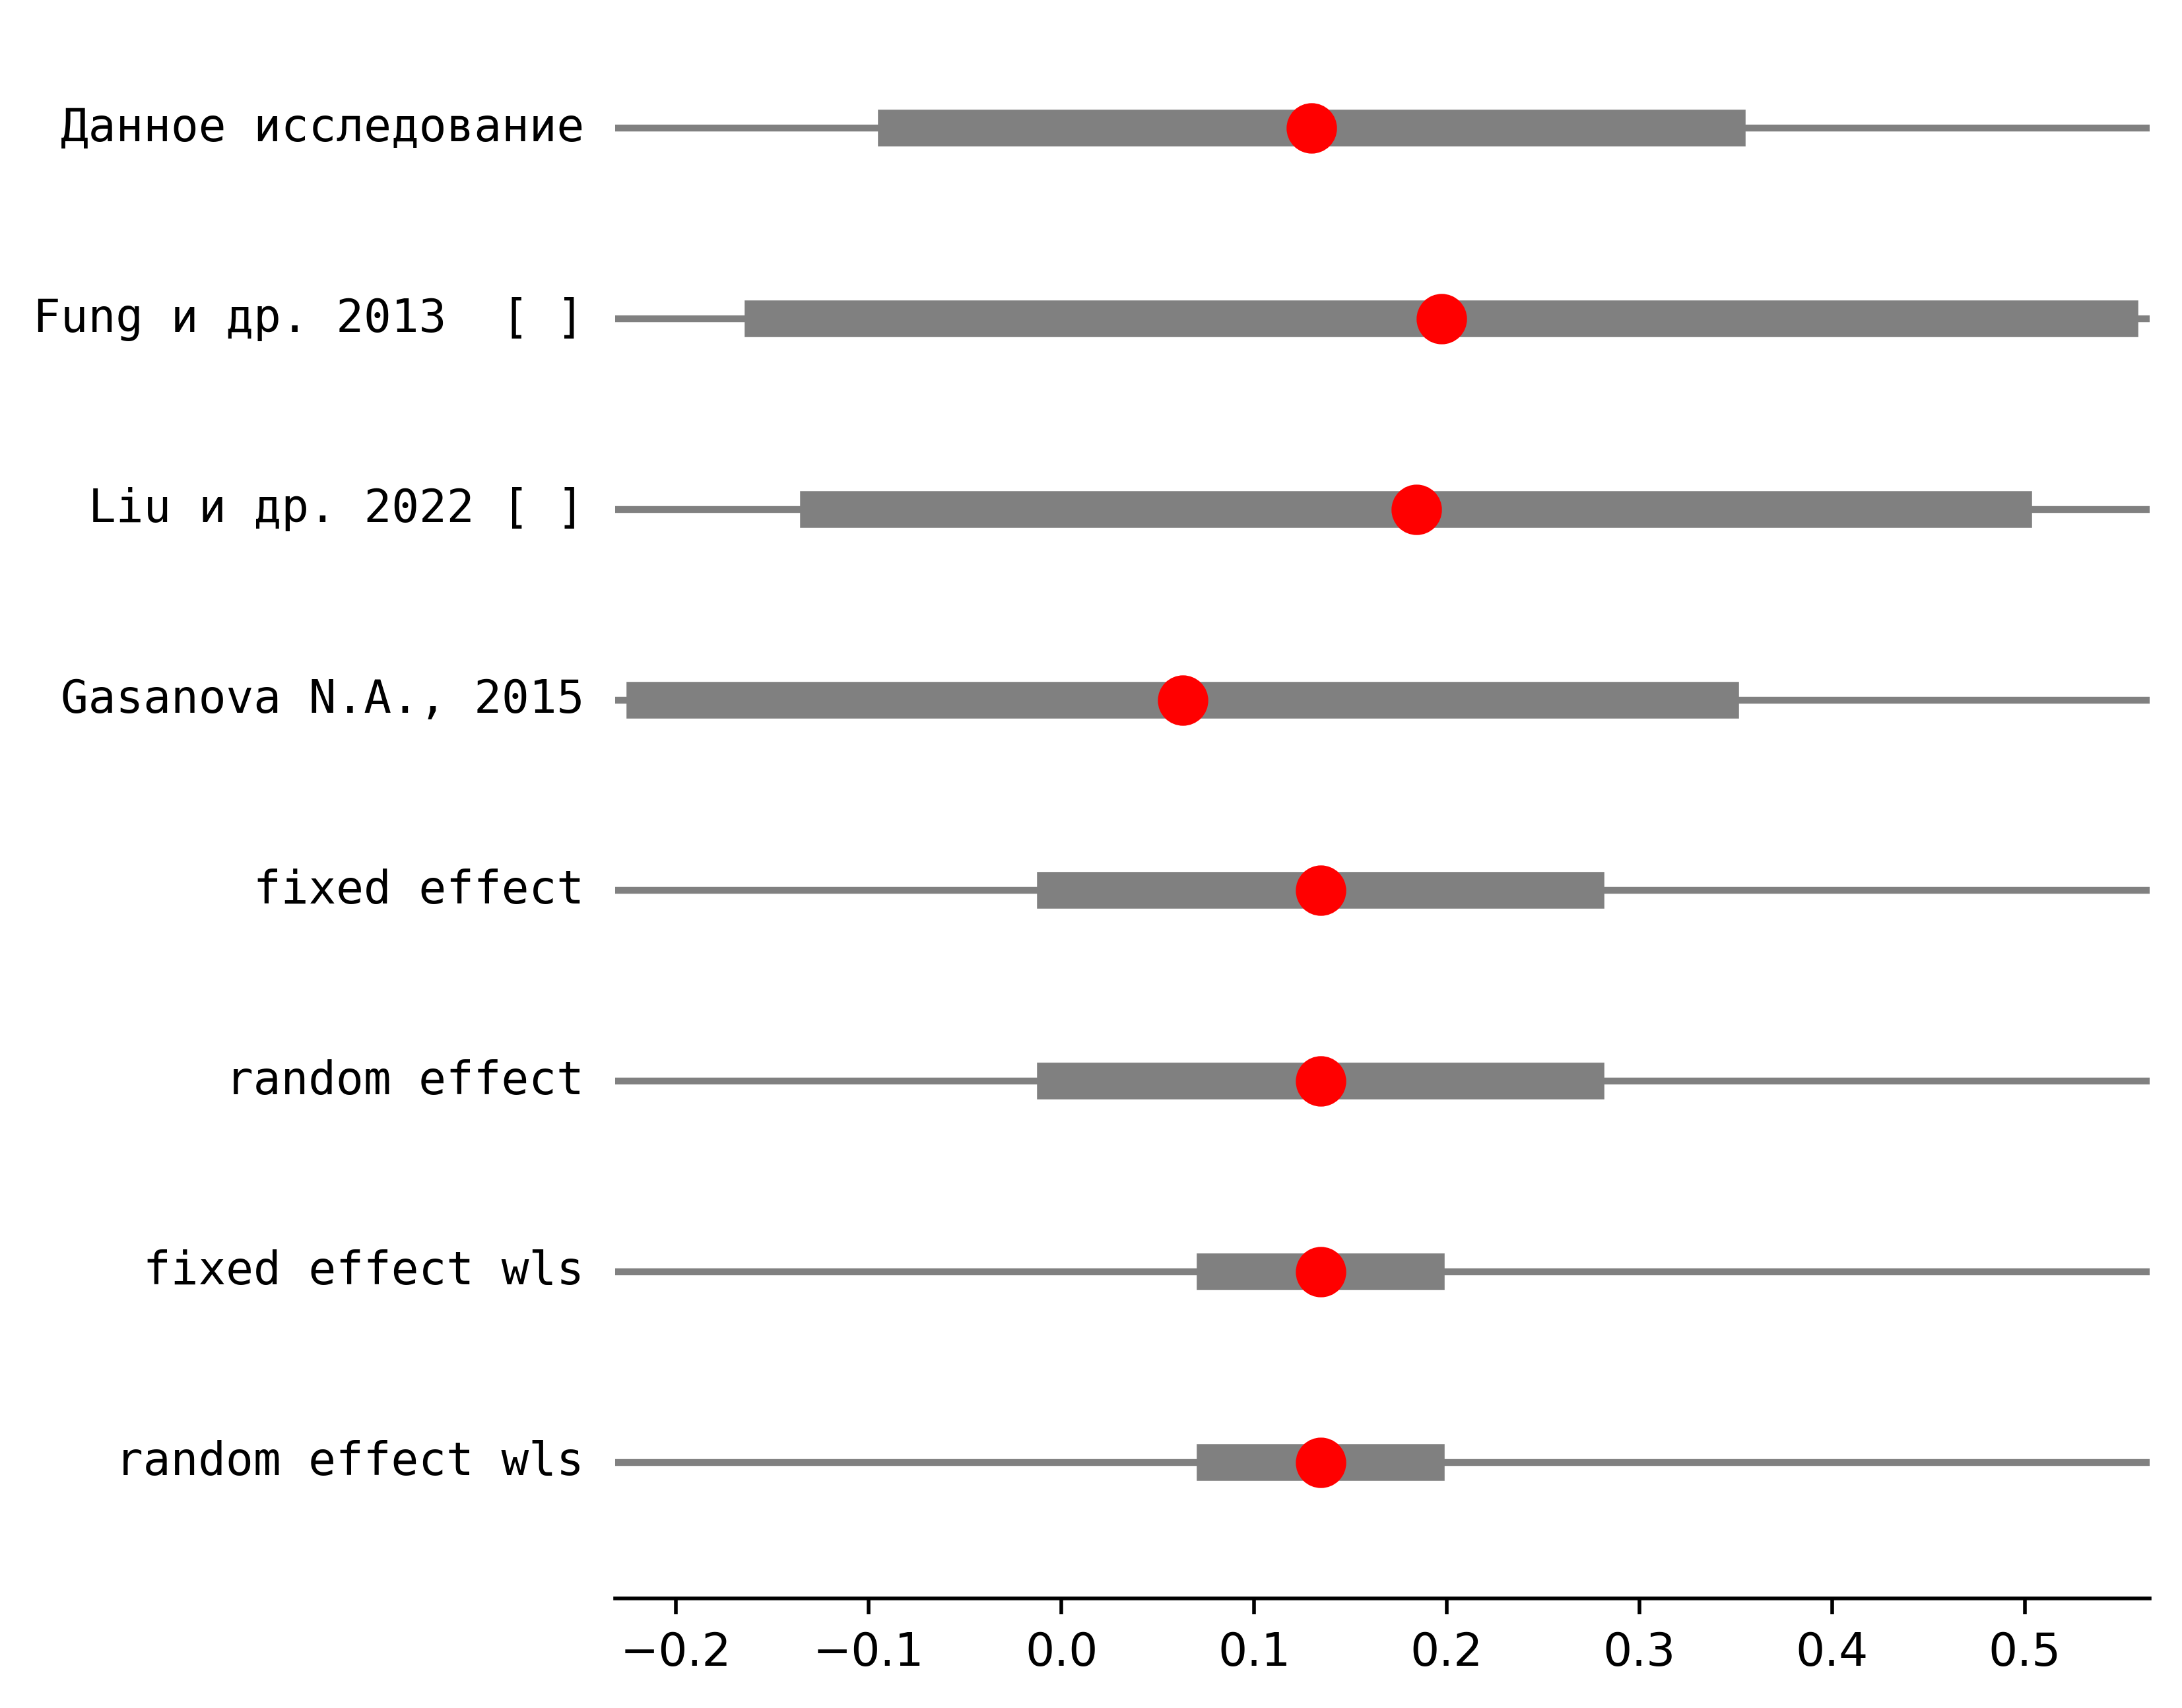 Данное исследование
Fung и др. 2013  [ ]
Liu и др. 2022 [ ]
Gasanova N.A., 2015
fixed effect
random effect
fixed effect wls
random effect wls
−0.2 −0.1 0.0 0.1 0.2 0.3 0.4 0.5